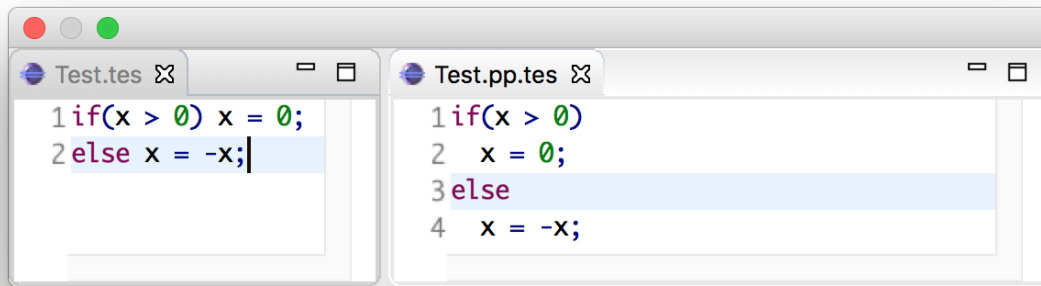 Test.tes
1 if(x > 0) x = 0;
2 else x = -x;
Test.pp.tes
1 if(x > 0)
2   x = 0;
3 else
4   x = -x;